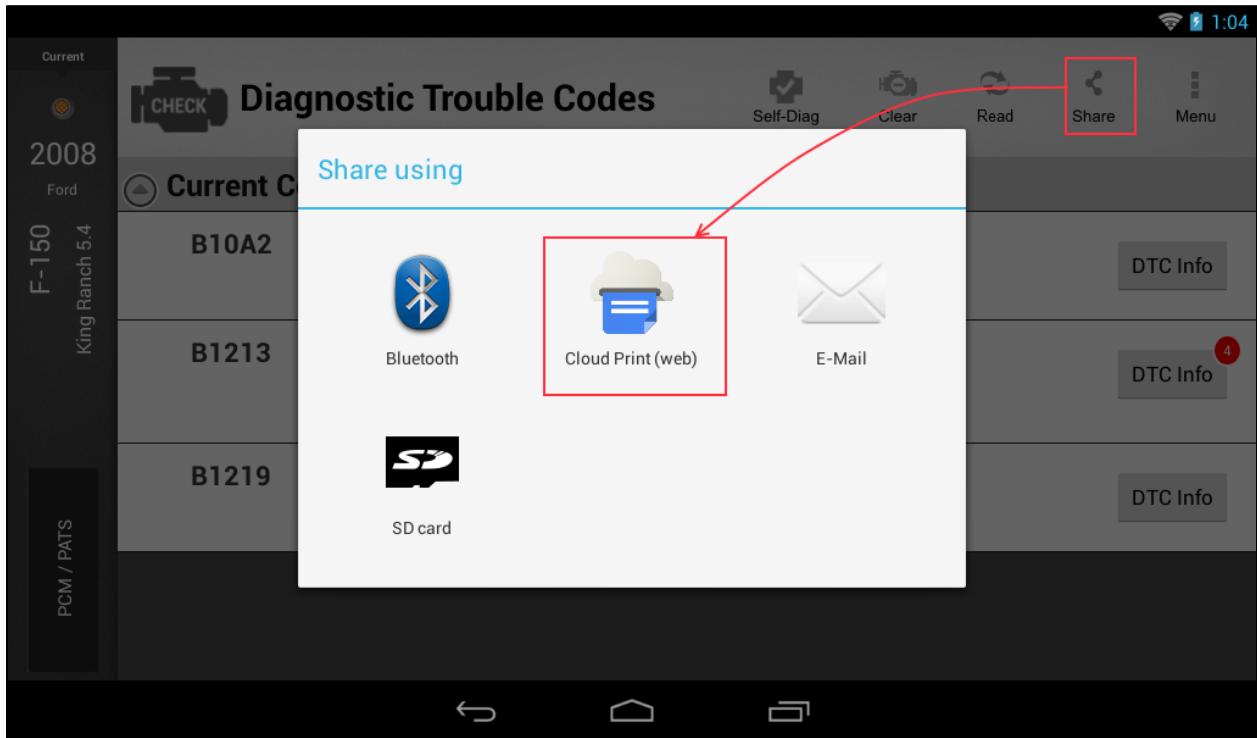 1:04
Current
2008
Ford
F-150
King Ranch 5.4
PCM / PATS
CHECK
Diagnostic Trouble Codes
Self-Diag
Clear
Read
Share
Menu
Current C
B10A2
DTC Info
B1213
4
DTC Info
B1219
DTC Info
Share using
Bluetooth
Cloud Print (web)
E-Mail
SD
SD card